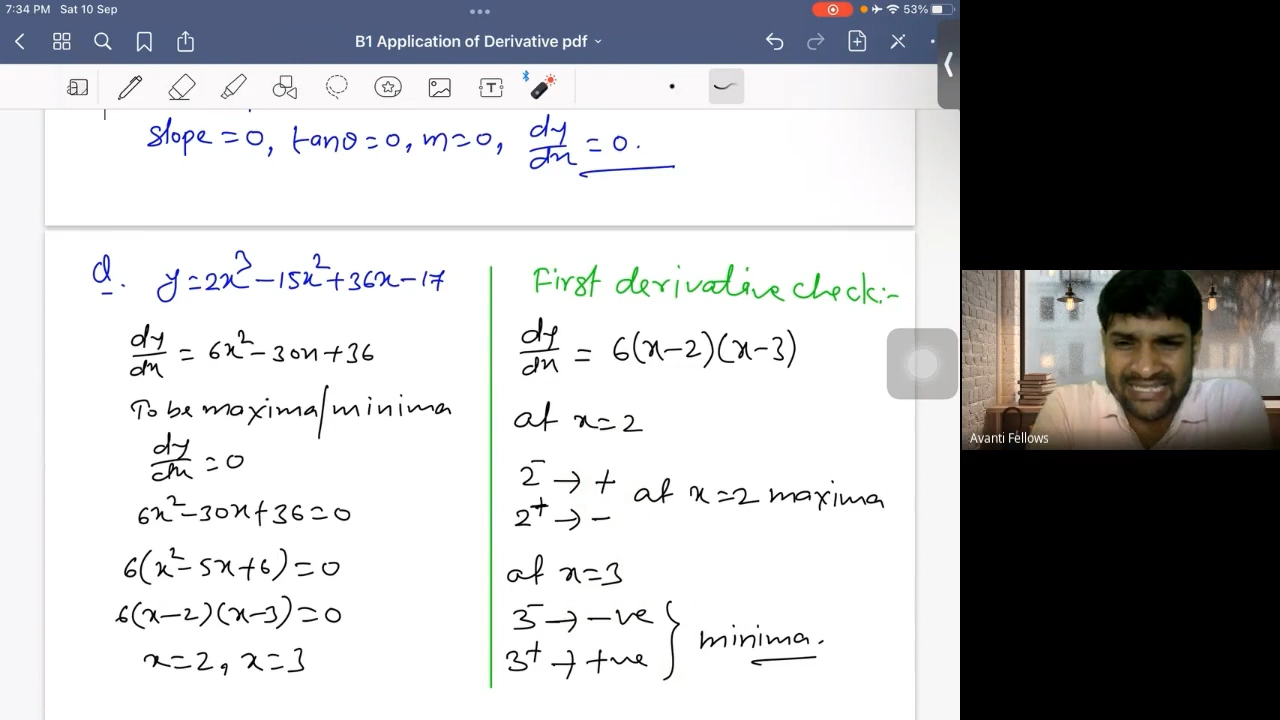 7:34 PM Sat 10 Sep
53%
B1 Application of Derivative pdf
T
Slope = 0, tanθ = 0, m = 0, dy/dx = 0.
Q. y = 2x³ − 15x² + 36x − 17
dy/dx = 6x² − 30x + 36
To be maxima/minima
dy/dx = 0
6x² − 30x + 36 = 0
6(x² − 5x + 6) = 0
6(x − 2)(x − 3) = 0
x = 2, x = 3
First derivative check:-
dy/dx = 6(x − 2)(x − 3)
at x = 2
2⁻ → +
2⁺ → −
at x = 2 maxima
at x = 3
3⁻ → −ve
3⁺ → +ve
minima.
Avanti Fellows